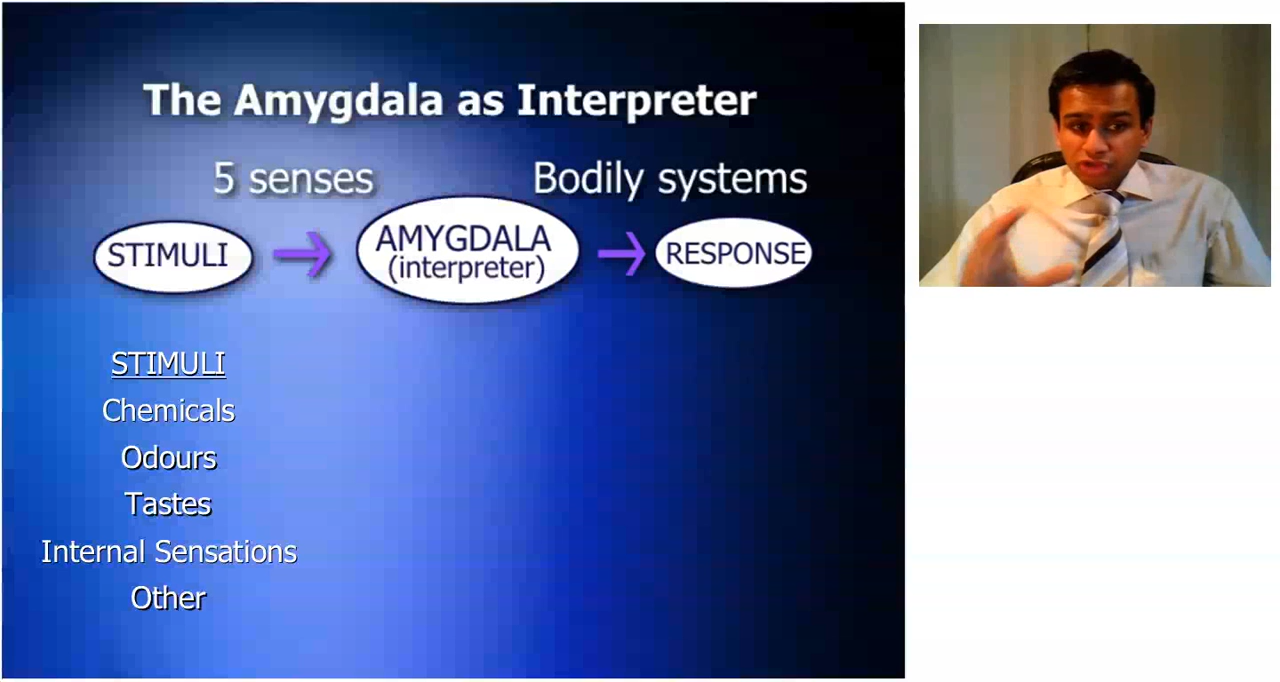 The Amygdala as Interpreter
5 senses
Bodily systems
STIMULI
AMYGDALA
(interpreter)
RESPONSE
STIMULI
Chemicals
Odours
Tastes
Internal Sensations
Other